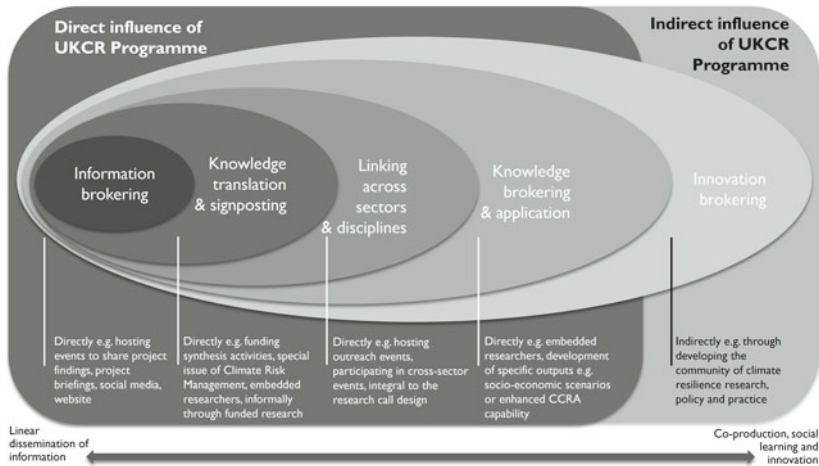 Direct influence of
UKCR Programme
Indirect influence
of UKCR
Programme
Information
brokering
Knowledge
translation
& signposting
Linking
across
sectors
& disciplines
Knowledge
brokering
& application
Innovation
brokering
Directly e.g. hosting
events to share project
findings, project
briefings, social media,
website
Directly e.g. funding
synthesis activities, special
issue of Climate Risk
Management, embedded
researchers, informally
through funded research
Directly e.g. hosting
outreach events,
participating in cross-sector
events, integral to the
research call design
Directly e.g. embedded
researchers, development
of specific outputs e.g.
socio-economic scenarios
or enhanced CCRA
capability
Indirectly e.g. through
developing the
community of climate
resilience research,
policy and practice
Linear
dissemination of
information
Co-production, social
learning and
innovation